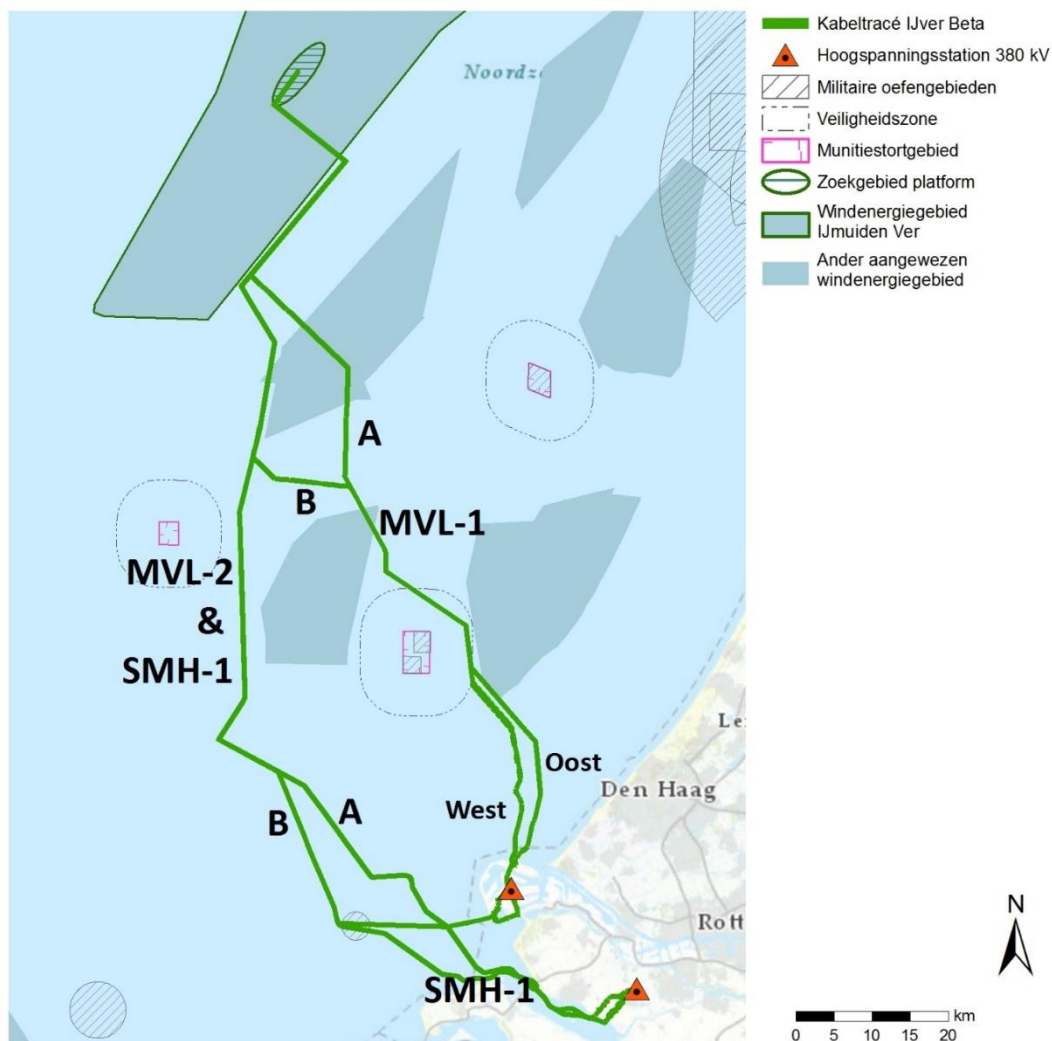 Noordz
A
B
MVL-1
MVL-2
&
SMH-1
Oost
West
Den Haag
A
B
Rott
SMH-1
Kabeltracé IJver Beta
Hoogspanningsstation 380 kV
Militaire oefengebieden
Veiligheidszone
Munitiestortgebied
Zoekgebied platform
Windenergiegebied
IJmuiden Ver
Ander aangewezen
windenergiegebied
N
km
0 5 10 15 20